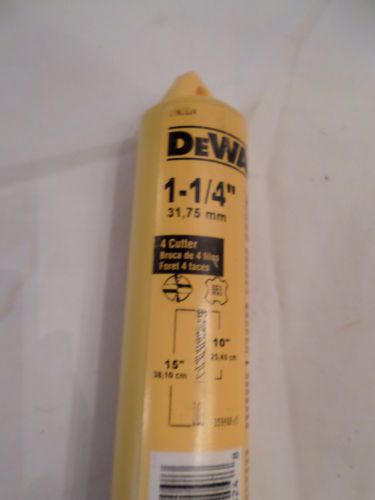 DEWA
1-1/4"
31,75 mm
4 Cutter
Broca de 4 filos
Foret 4 faces
10"
25,40 cm
15"
38,10 cm